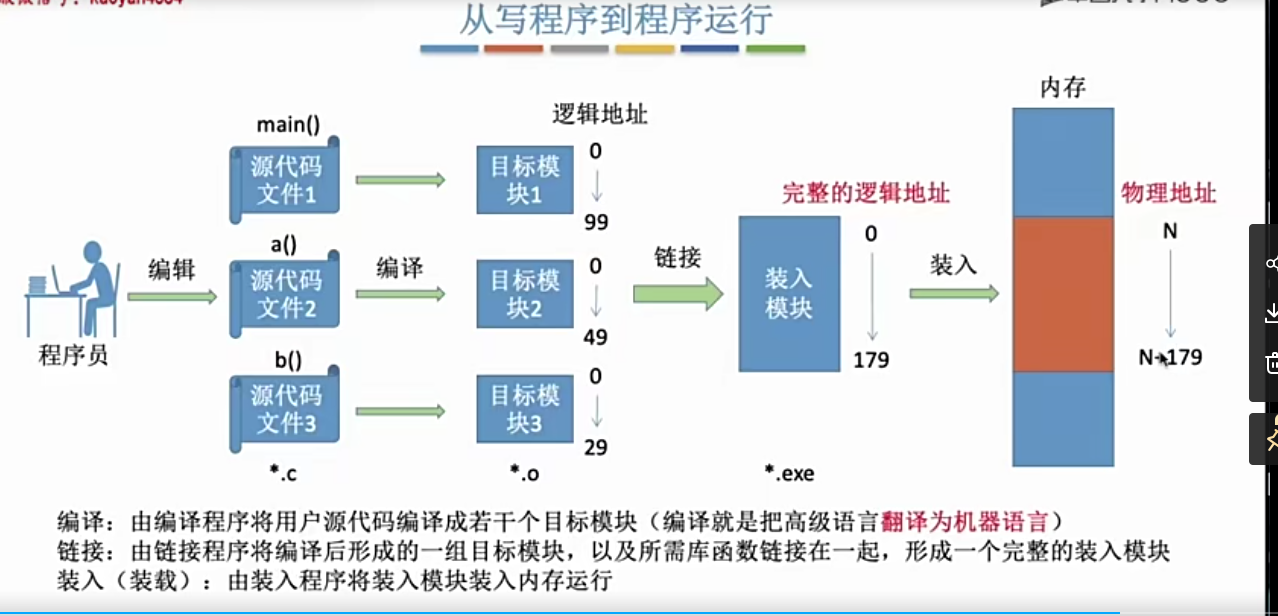 从写程序到程序运行
内存
逻辑地址
main()
源代码
文件1
目标模
块1
0
99
完整的逻辑地址
物理地址
a()
编辑
源代码
文件2
编译
目标模
块2
0
49
链接
装入
模块
0
179
装入
N
N+179
程序员
b()
源代码
文件3
目标模
块3
0
29
*.c
*.o
*.exe
编译：由编译程序将用户源代码编译成若干个目标模块（编译就是把高级语言翻译为机器语言）
链接：由链接程序将编译后形成的一组目标模块，以及所需库函数链接在一起，形成一个完整的装入模块
装入（装载）：由装入程序将装入模块装入内存运行